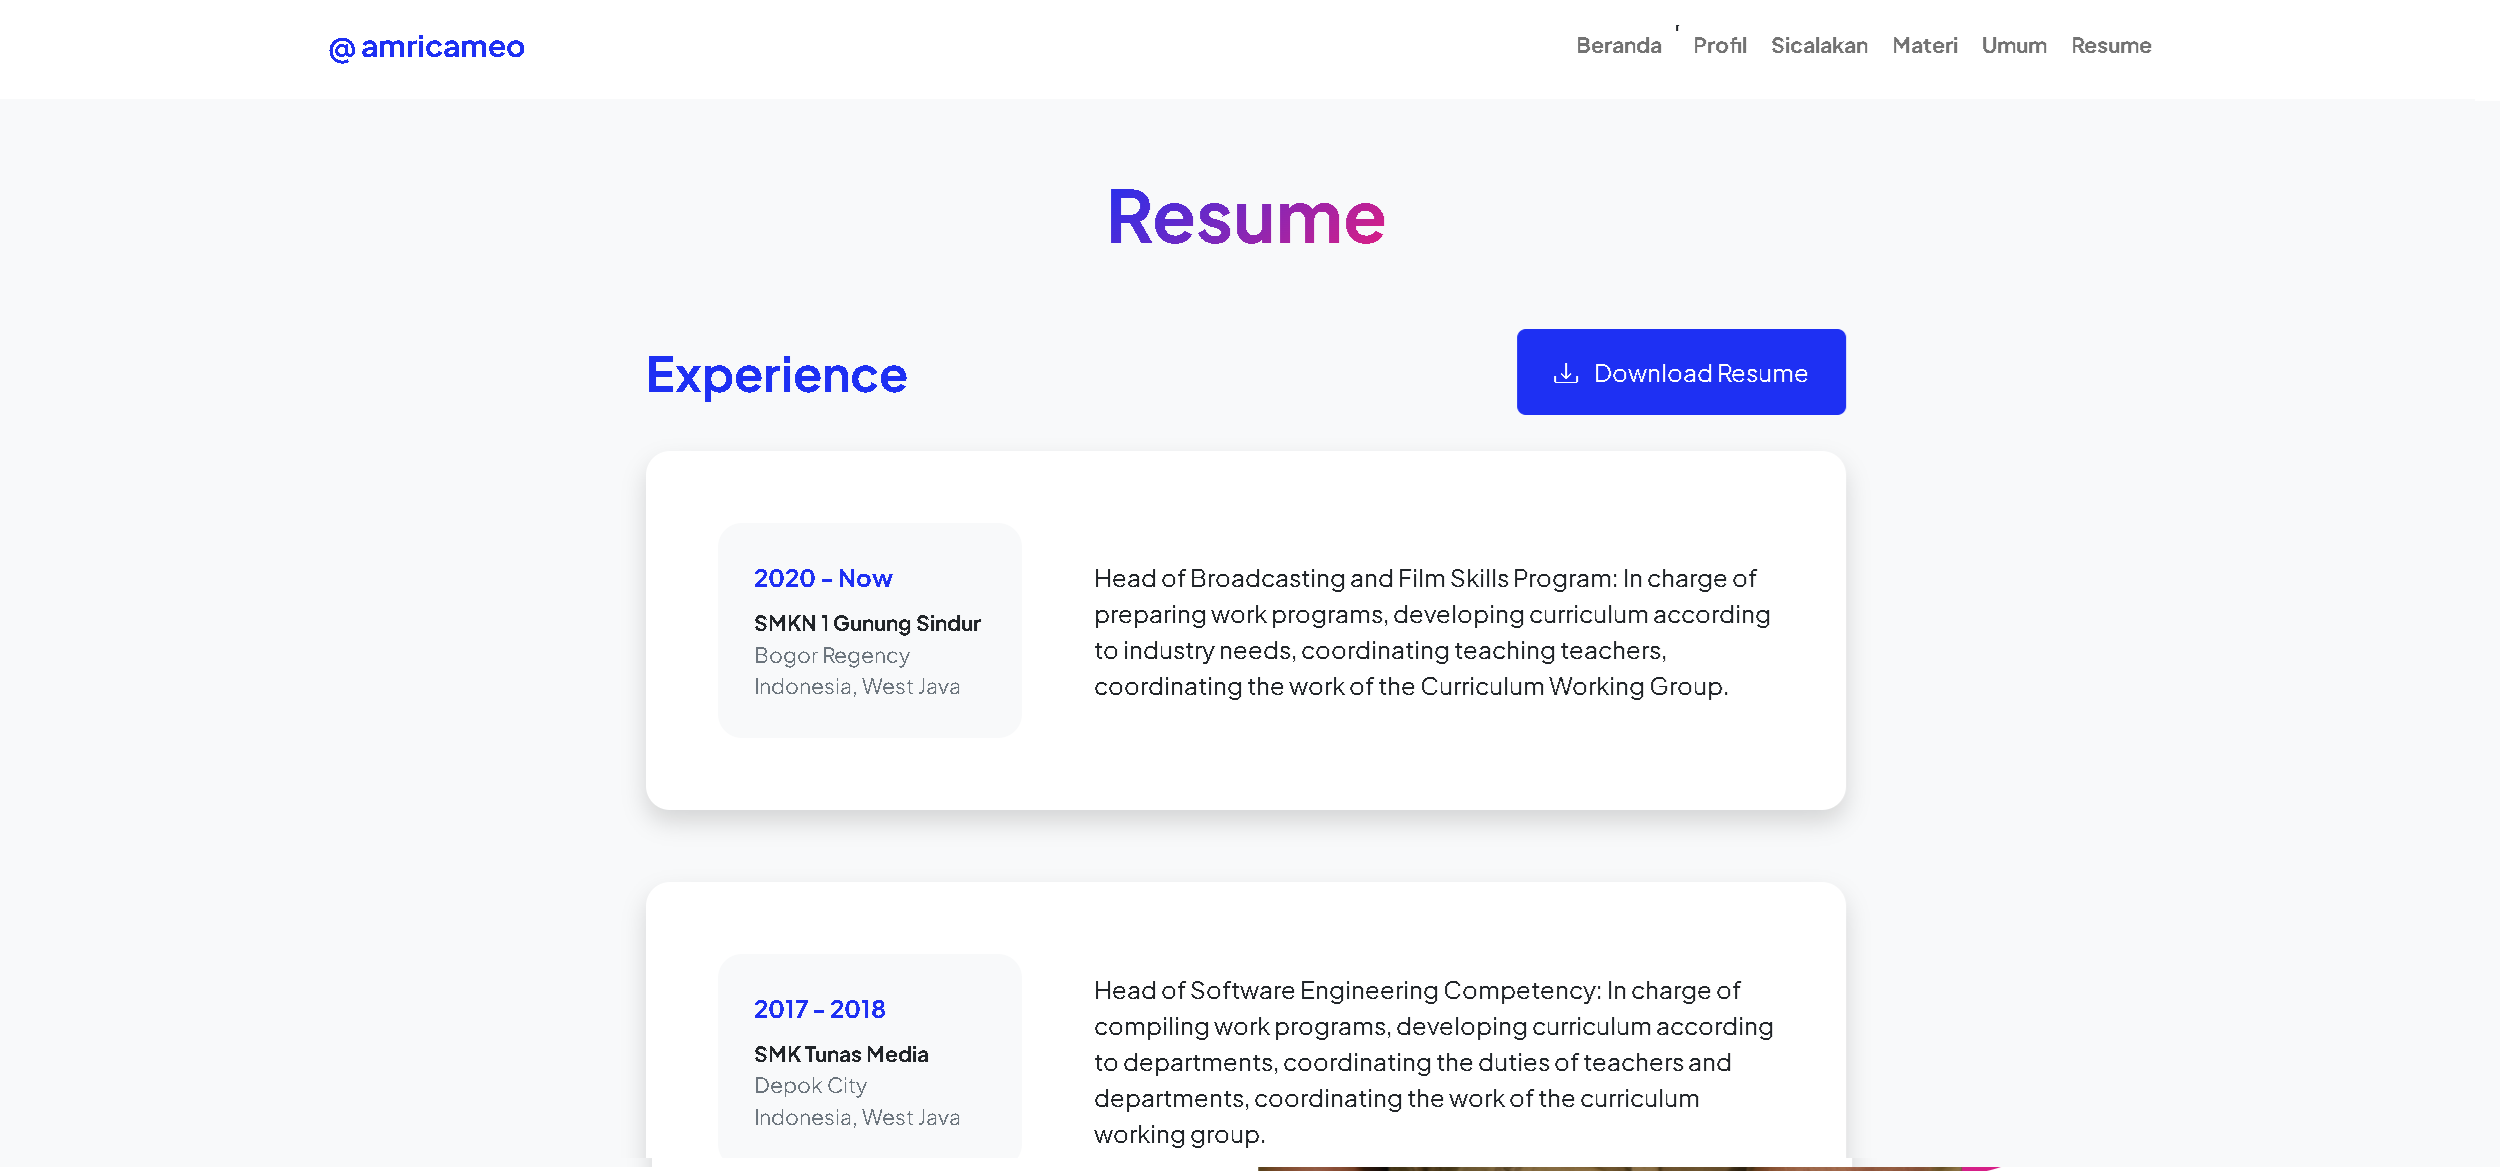 @ amricameo
Beranda Profil Sicalakan Materi Umum Resume
Resume
Experience
Download Resume
2020 - Now
SMKN 1 Gunung Sindur
Bogor Regency
Indonesia, West Java
Head of Broadcasting and Film Skills Program: In charge of
preparing work programs, developing curriculum according
to industry needs, coordinating teaching teachers,
coordinating the work of the Curriculum Working Group.
2017 - 2018
SMK Tunas Media
Depok City
Indonesia, West Java
Head of Software Engineering Competency: In charge of
compiling work programs, developing curriculum according
to departments, coordinating the duties of teachers and
departments, coordinating the work of the curriculum
working group.